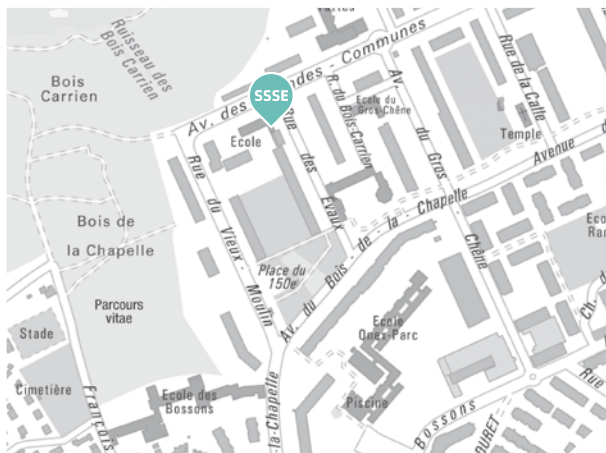 Ruisseau des
Bois Carrien
Bois
Carrien
Av. des
ndes - Communes
SSSE
Ecole
Rue
des
Evaux
R. du Bois-Carrien
Ecole du
Gros-Chêne
Av.
du
Gros
Chêne
Rue de la Calle
Temple
Avenue
Rue
du
Vieux
Moulin
Bois de
la Chapelle
Place du
150e
Av. du Bois - de - la - Chapelle
Parcours
vitae
Stade
Cimetière
François
Ecole des
Bossons
-la-Chapelle
Ecole
Onex-Parc
Piscine
Bossons
Ch.
Rue